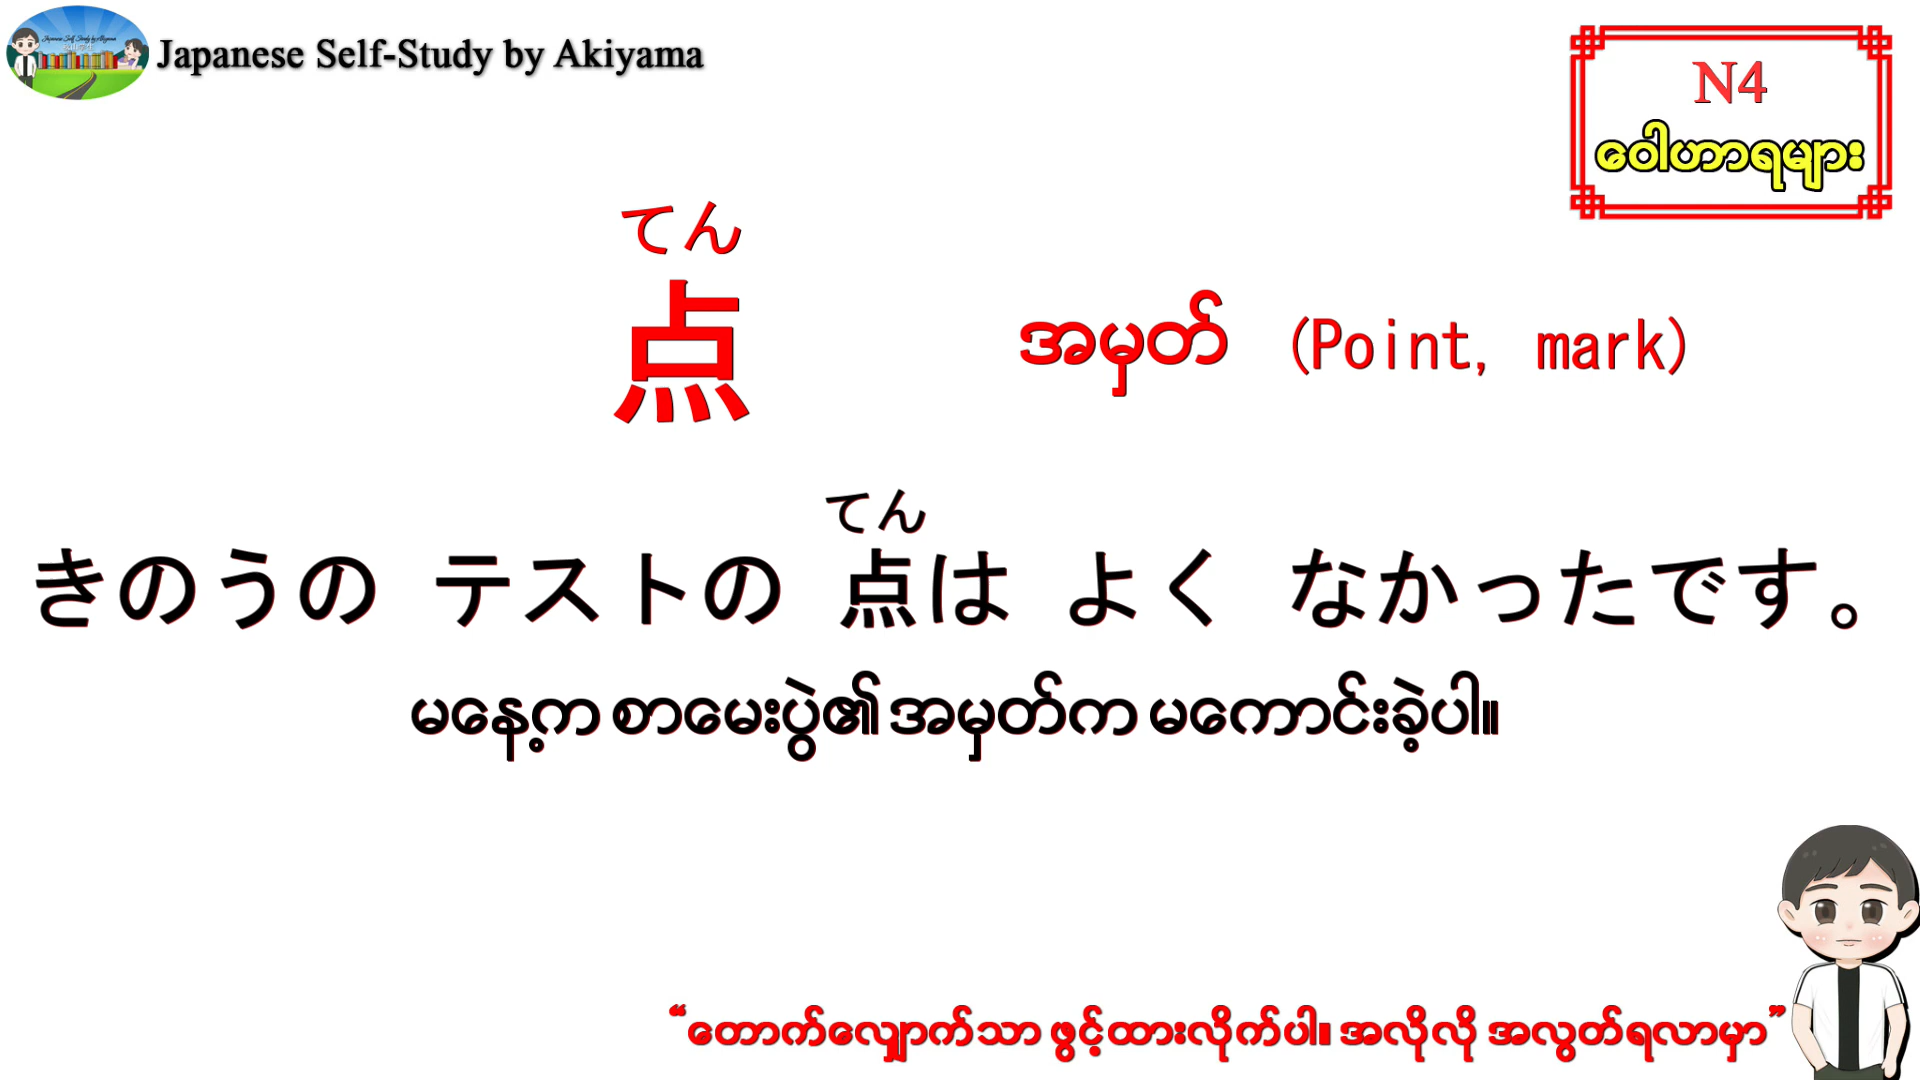 Japanese Self-Study by Akiyama
N4
ဝေါဟာရများ
てん
点
အမှတ် (Point, mark)
てん
きのうの テストの 点は よく なかったです。
မနေ့က စာမေးပွဲ၏ အမှတ်က မကောင်းခဲ့ပါ။
“တောက်လျှောက်သာ ဖွင့်ထားလိုက်ပါ။ အလိုလို အလွတ်ရလာမှာ”